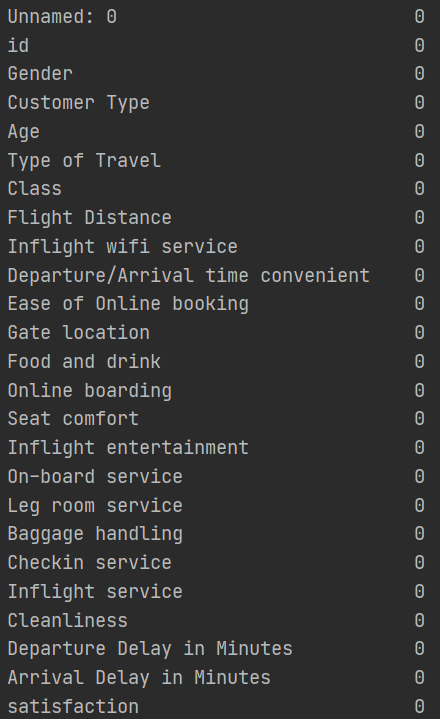 Unnamed: 0 0
id 0
Gender 0
Customer Type 0
Age 0
Type of Travel 0
Class 0
Flight Distance 0
Inflight wifi service 0
Departure/Arrival time convenient 0
Ease of Online booking 0
Gate location 0
Food and drink 0
Online boarding 0
Seat comfort 0
Inflight entertainment 0
On-board service 0
Leg room service 0
Baggage handling 0
Checkin service 0
Inflight service 0
Cleanliness 0
Departure Delay in Minutes 0
Arrival Delay in Minutes 0
satisfaction 0